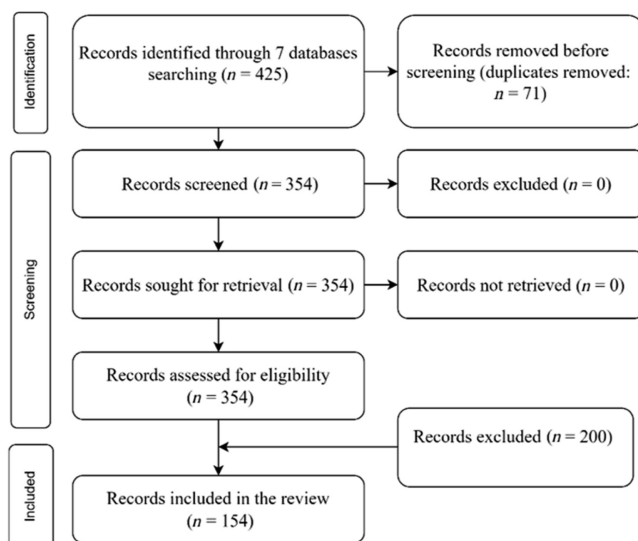 Identification
Records identified through 7 databases
searching (n = 425)
Records removed before
screening (duplicates removed:
n = 71)
Screening
Records screened (n = 354)
Records excluded (n = 0)
Records sought for retrieval (n = 354)
Records not retrieved (n = 0)
Records assessed for eligibility
(n = 354)
Records excluded (n = 200)
Included
Records included in the review
(n = 154)